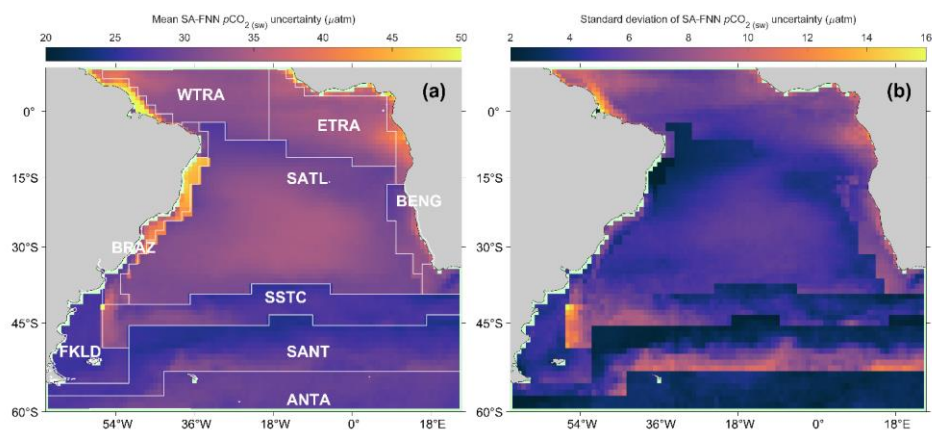 Mean SA-FNN pCO2 (sw) uncertainty (μatm)
20 25 30 35 40 45 50
Standard deviation of SA-FNN pCO2 (sw) uncertainty (μatm)
2 4 6 8 10 12 14 16
(a)
WTRA
ETRA
SATL
BENG
BRAZ
SSTC
FKLD
SANT
ANTA
0°
15°S
30°S
45°S
60°S
54°W 36°W 18°W 0° 18°E
(b)
0°
15°S
30°S
45°S
60°S
54°W 36°W 18°W 0° 18°E